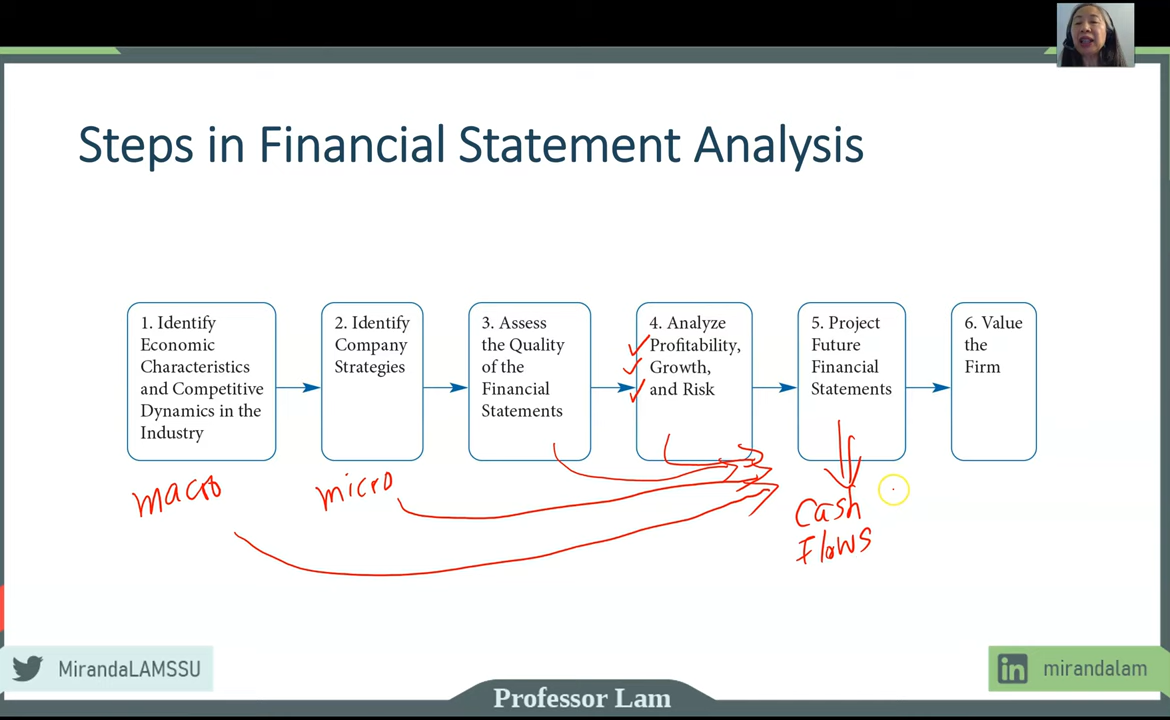 Steps in Financial Statement Analysis
1. Identify
Economic
Characteristics
and Competitive
Dynamics in the
Industry
2. Identify
Company
Strategies
3. Assess
the Quality
of the
Financial
Statements
4. Analyze
Profitability,
Growth,
and Risk
5. Project
Future
Financial
Statements
6. Value
the
Firm
macro
micro
Cash
Flows
MirandaLAMSSU
in mirandalam
Professor Lam